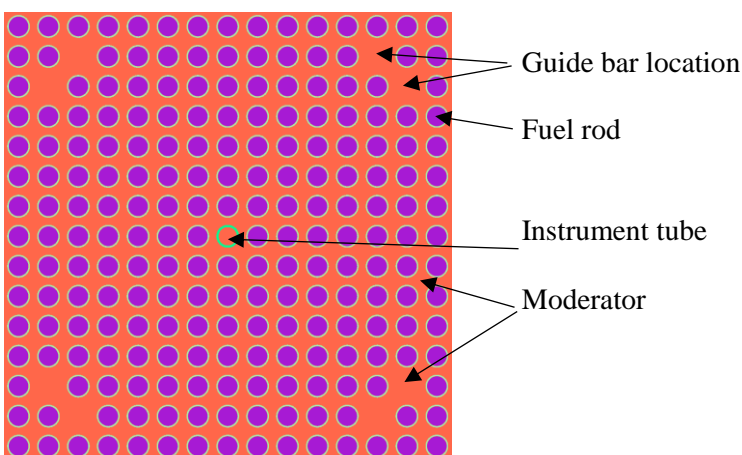 Guide bar location
Fuel rod
Instrument tube
Moderator